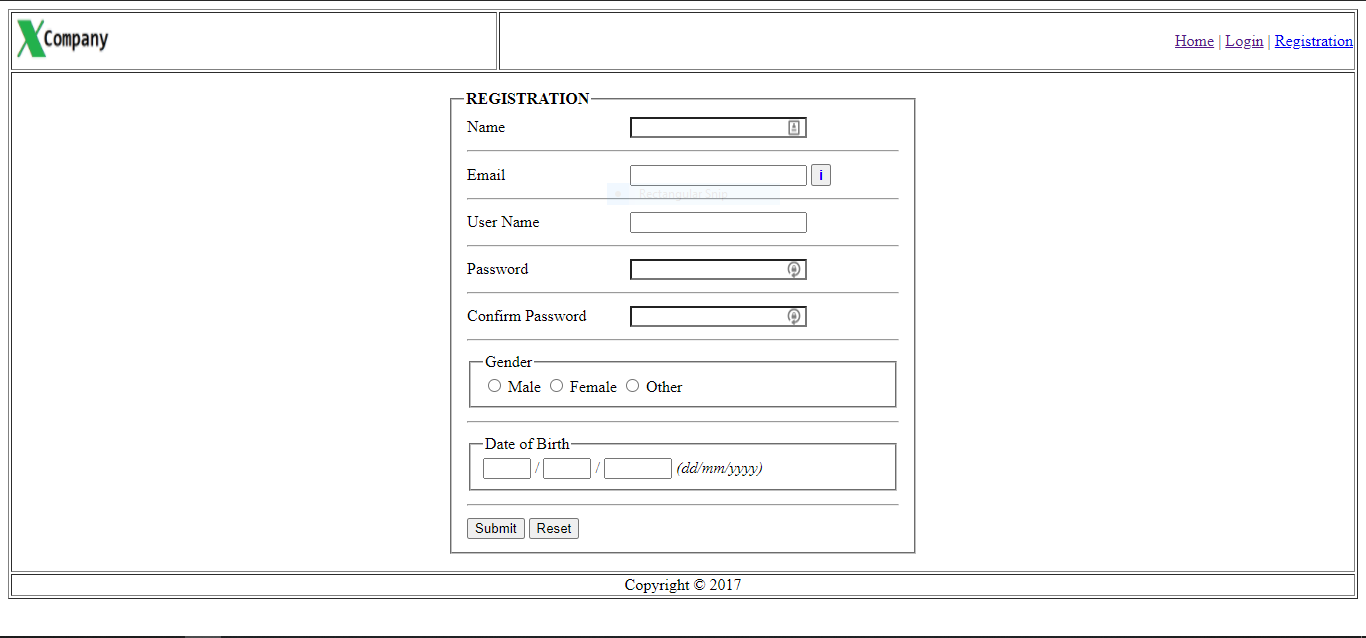 XCompany
Home | Login | Registration
REGISTRATION
Name
Email i
Rectangular Snip
User Name
Password
Confirm Password
Gender
Male Female Other
Date of Birth
/ / (dd/mm/yyyy)
Submit Reset
Copyright © 2017